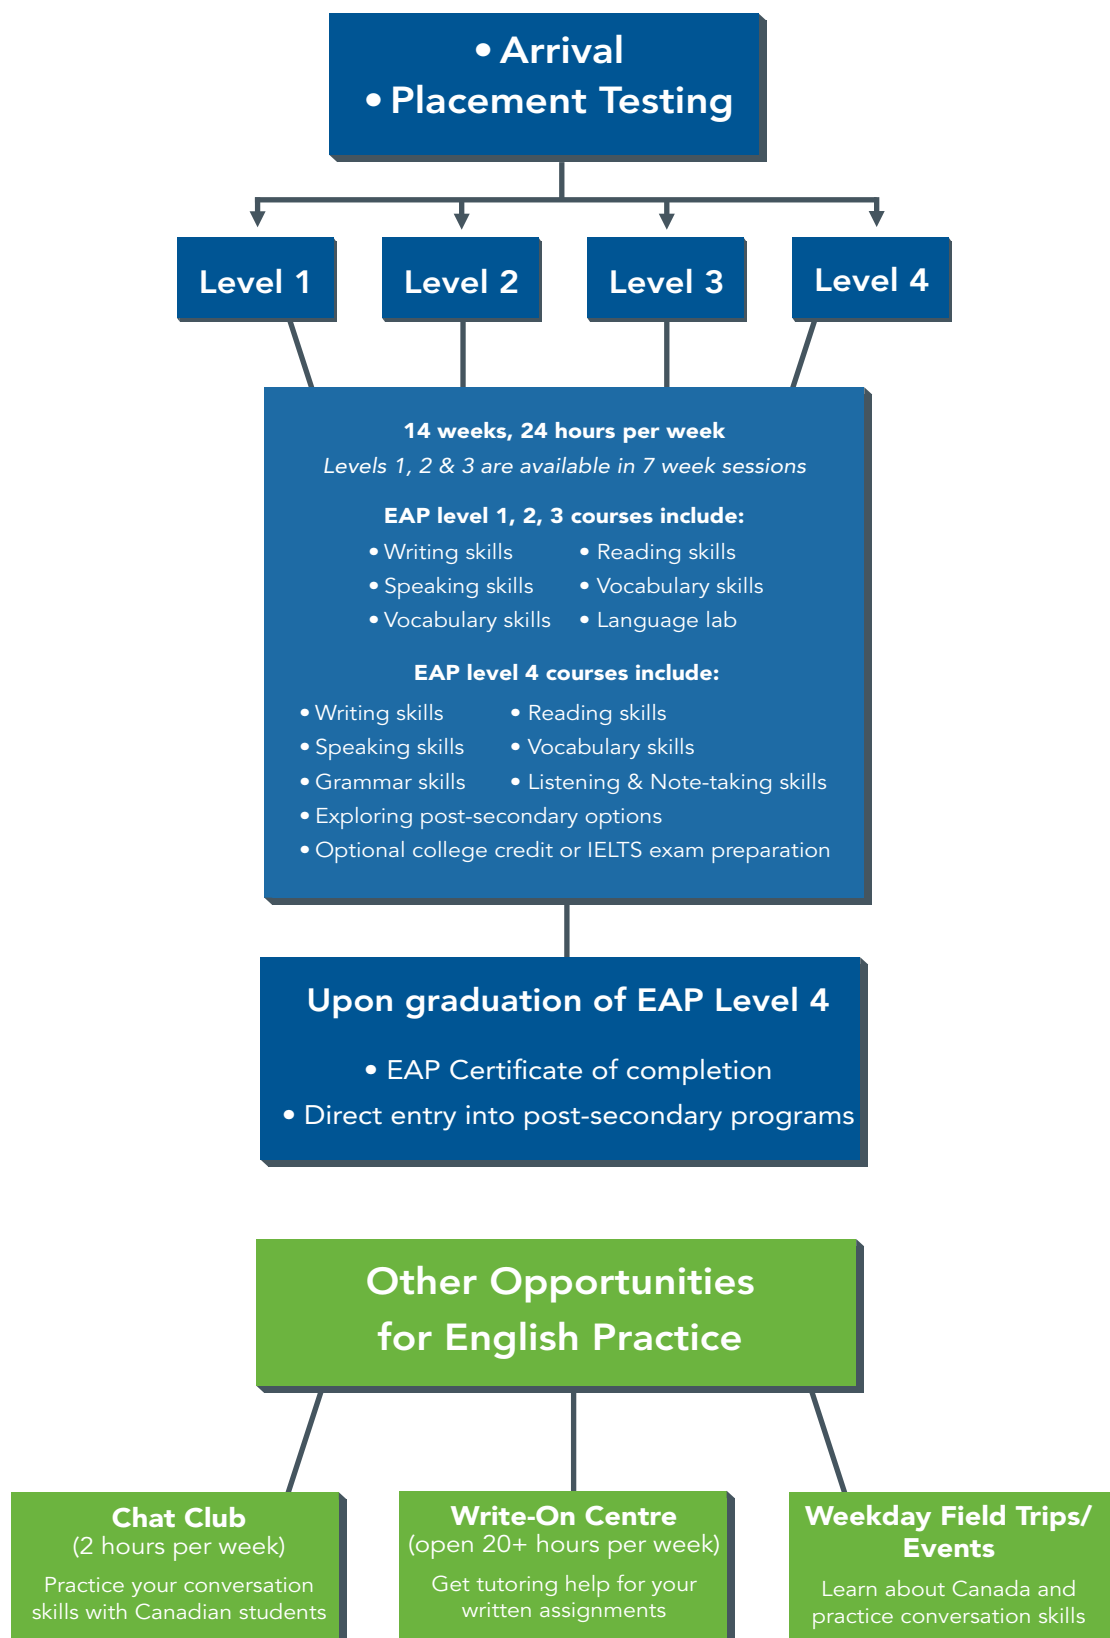 • Arrival
• Placement Testing
Level 1
Level 2
Level 3
Level 4
14 weeks, 24 hours per week
Levels 1, 2 & 3 are available in 7 week sessions
EAP level 1, 2, 3 courses include:
• Writing skills • Reading skills
• Speaking skills • Vocabulary skills
• Vocabulary skills • Language lab
EAP level 4 courses include:
• Writing skills • Reading skills
• Speaking skills • Vocabulary skills
• Grammar skills • Listening & Note-taking skills
• Exploring post-secondary options
• Optional college credit or IELTS exam preparation
Upon graduation of EAP Level 4
• EAP Certificate of completion
• Direct entry into post-secondary programs
Other Opportunities
for English Practice
Chat Club
(2 hours per week)
Practice your conversation
skills with Canadian students
Write-On Centre
(open 20+ hours per week)
Get tutoring help for your
written assignments
Weekday Field Trips/
Events
Learn about Canada and
practice conversation skills